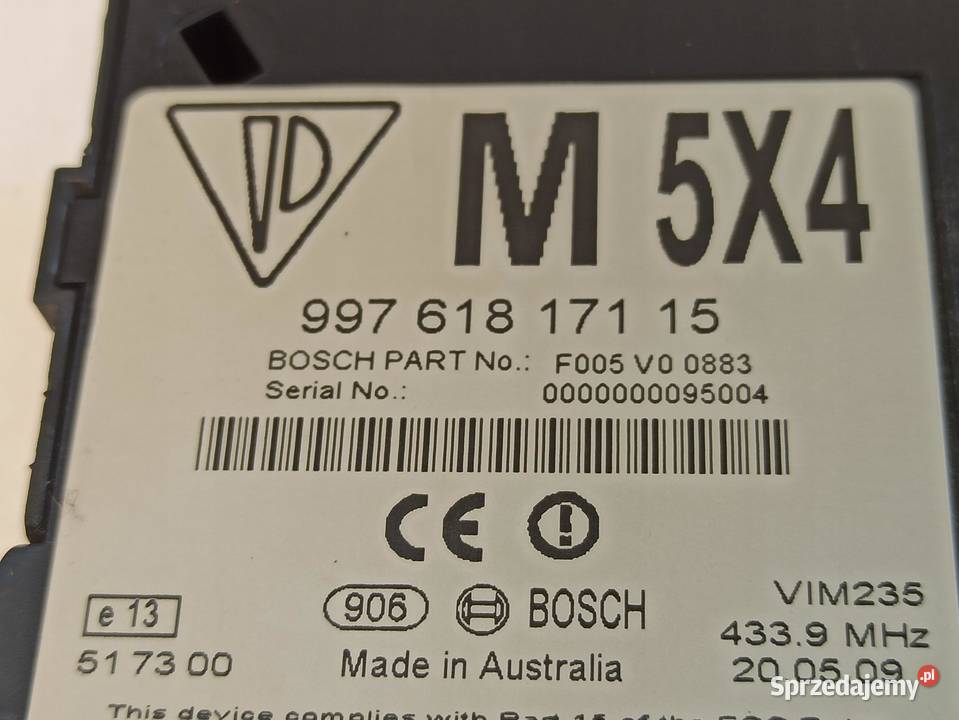 M 5X4
997 618 171 15
BOSCH PART No.: F005 V0 0883
Serial No.: 0000000095004
CE
e 13
906
BOSCH
VIM235
433.9 MHz
517300
Made in Australia
20.05.09
This device complies with Part 15 of the FCC
Sprzedajemy.pl